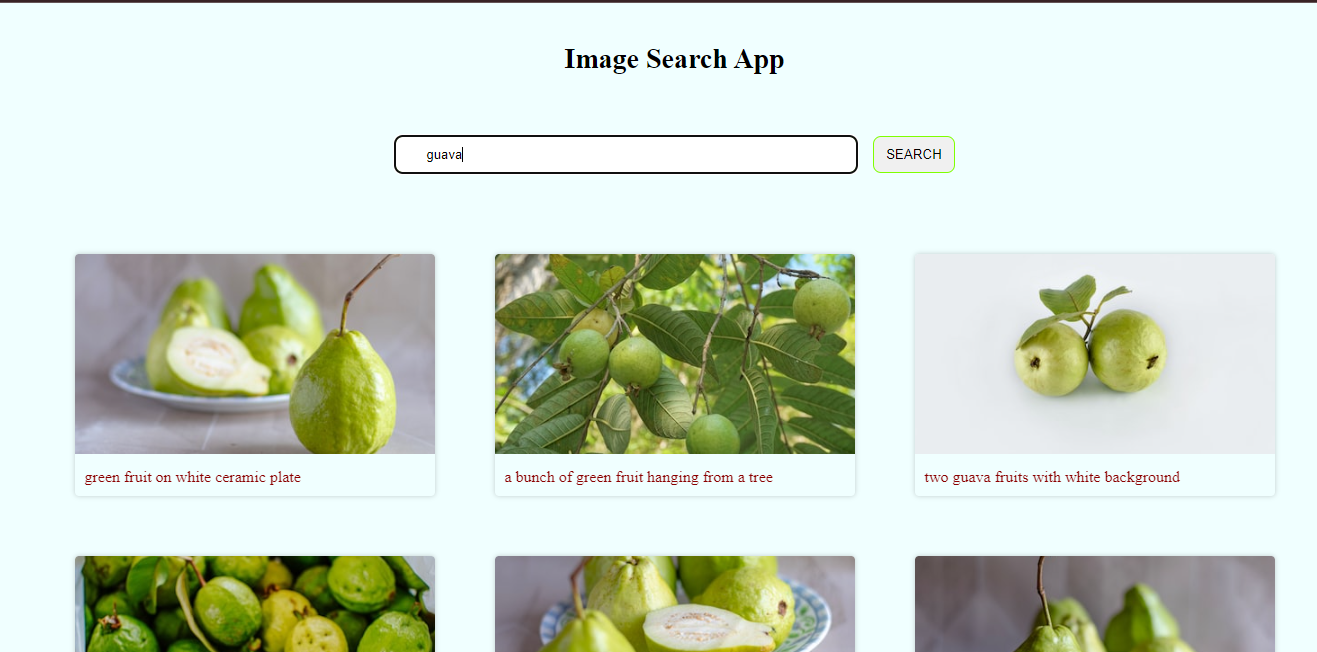 Image Search App
guava
SEARCH
green fruit on white ceramic plate
a bunch of green fruit hanging from a tree
two guava fruits with white background